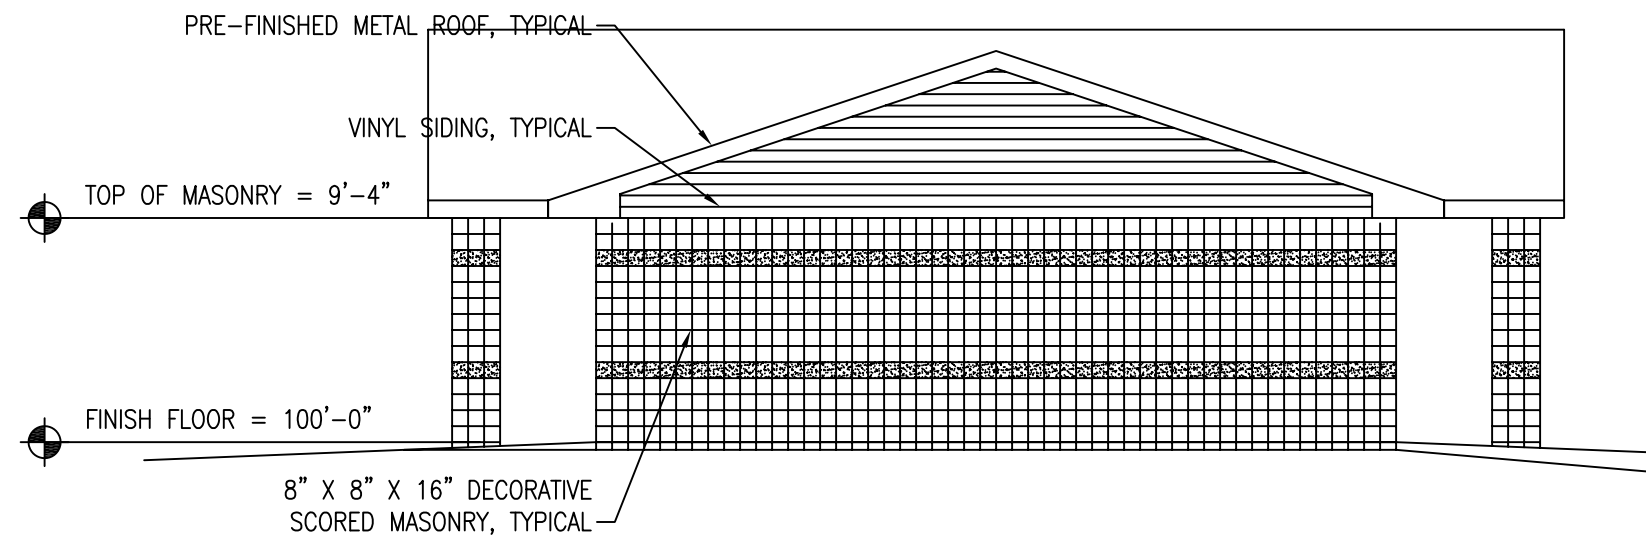 PRE-FINISHED METAL ROOF, TYPICAL
VINYL SIDING, TYPICAL
TOP OF MASONRY = 9'-4"
FINISH FLOOR = 100'-0"
8" X 8" X 16" DECORATIVE
SCORED MASONRY, TYPICAL